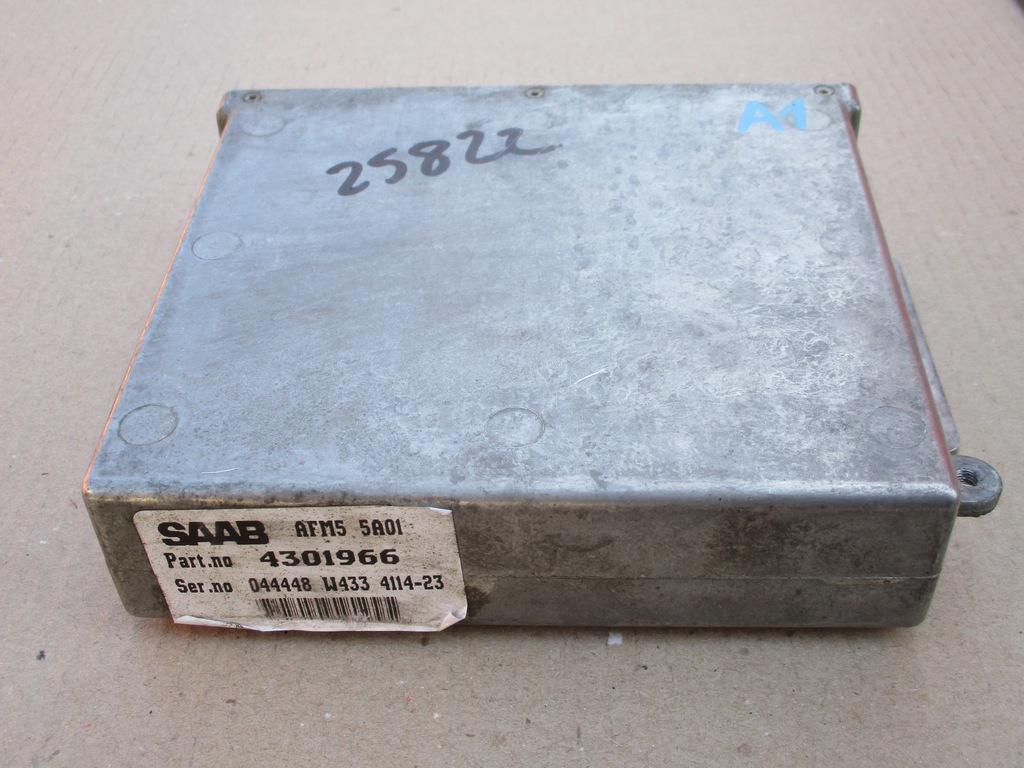 A1
25822
SAAB AFM5 5A01
Part.no 4301966
Ser.no 044448 W433 4114-23